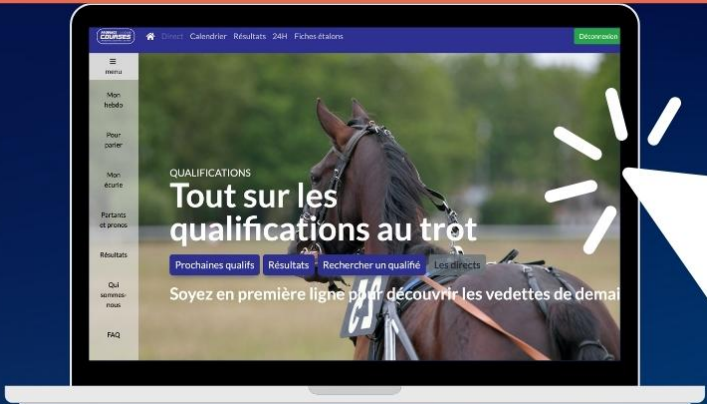 COURSES
Direct Calendrier Résultats 24H Fiches étalons
Déconnexion
menu
Mon
hebdo
Pour
parier
Mon
écurie
Partants
et pronos
Résultats
Qui
sommes-
nous
FAQ
QUALIFICATIONS
Tout sur les
qualifications au trot
Prochaines qualifs Résultats Rechercher un qualifié Les directs
Soyez en première ligne pour découvrir les vedettes de demai